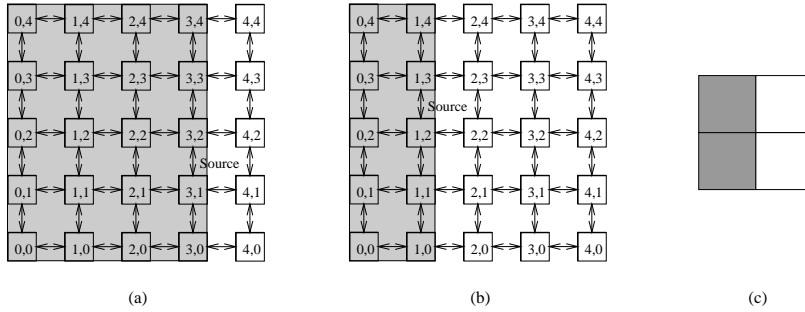 0,4 1,4 2,4 3,4 4,4 0,4 1,4 2,4 3,4 4,4
0,3 1,3 2,3 3,3 4,3 0,3 1,3 2,3 3,3 4,3
Source
0,2 1,2 2,2 3,2 4,2 0,2 1,2 2,2 3,2 4,2
Source
0,1 1,1 2,1 3,1 4,1 0,1 1,1 2,1 3,1 4,1
0,0 1,0 2,0 3,0 4,0 0,0 1,0 2,0 3,0 4,0
(a) (b) (c)